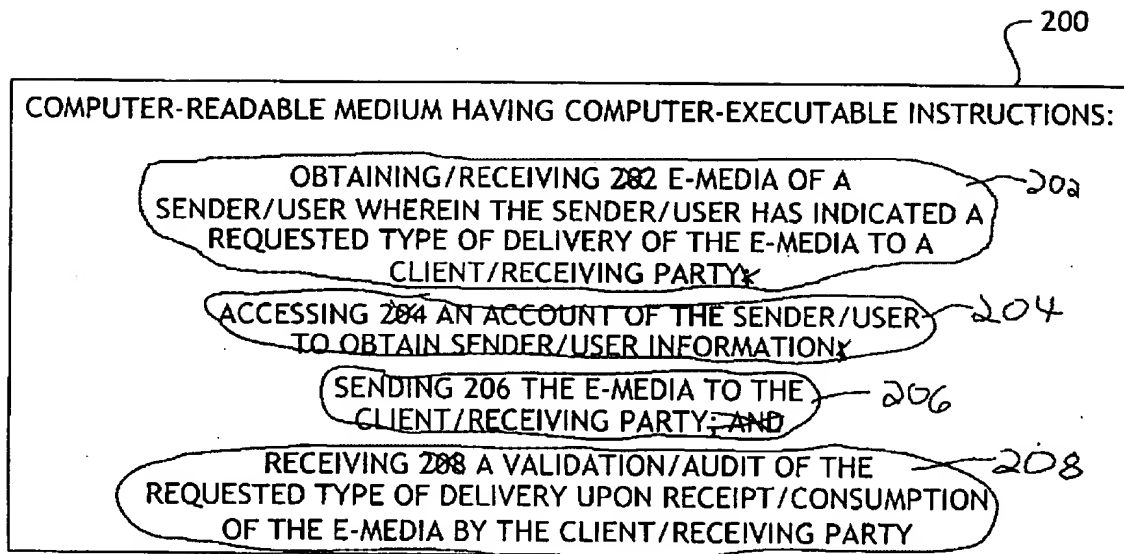 200
COMPUTER-READABLE MEDIUM HAVING COMPUTER-EXECUTABLE INSTRUCTIONS:
OBTAINING/RECEIVING 202 E-MEDIA OF A
202
SENDER/USER WHEREIN THE SENDER/USER HAS INDICATED A
REQUESTED TYPE OF DELIVERY OF THE E-MEDIA TO A
CLIENT/RECEIVING PARTY;
ACCESSING 204 AN ACCOUNT OF THE SENDER/USER
204
TO OBTAIN SENDER/USER INFORMATION;
SENDING 206 THE E-MEDIA TO THE
206
CLIENT/RECEIVING PARTY; AND
RECEIVING 208 A VALIDATION/AUDIT OF THE
208
REQUESTED TYPE OF DELIVERY UPON RECEIPT/CONSUMPTION
OF THE E-MEDIA BY THE CLIENT/RECEIVING PARTY